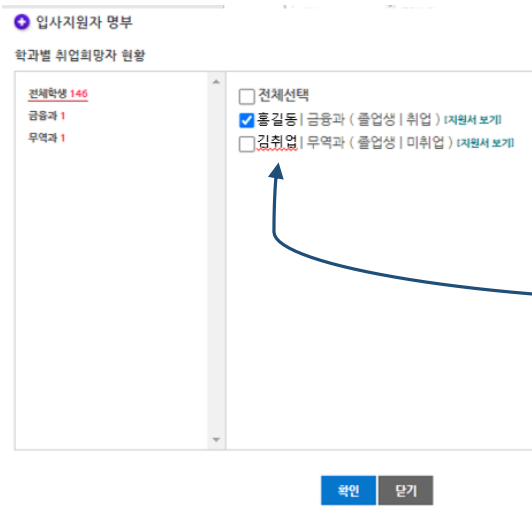 입사지원자 명부
학과별 취업희망자 현황
전체학생 146
금융과 1
무역과 1
전체선택
홍길동 | 금융과 ( 졸업생 | 취업 ) [지원서 보기]
김취업 | 무역과 ( 졸업생 | 미취업 ) [지원서 보기]
확인 닫기